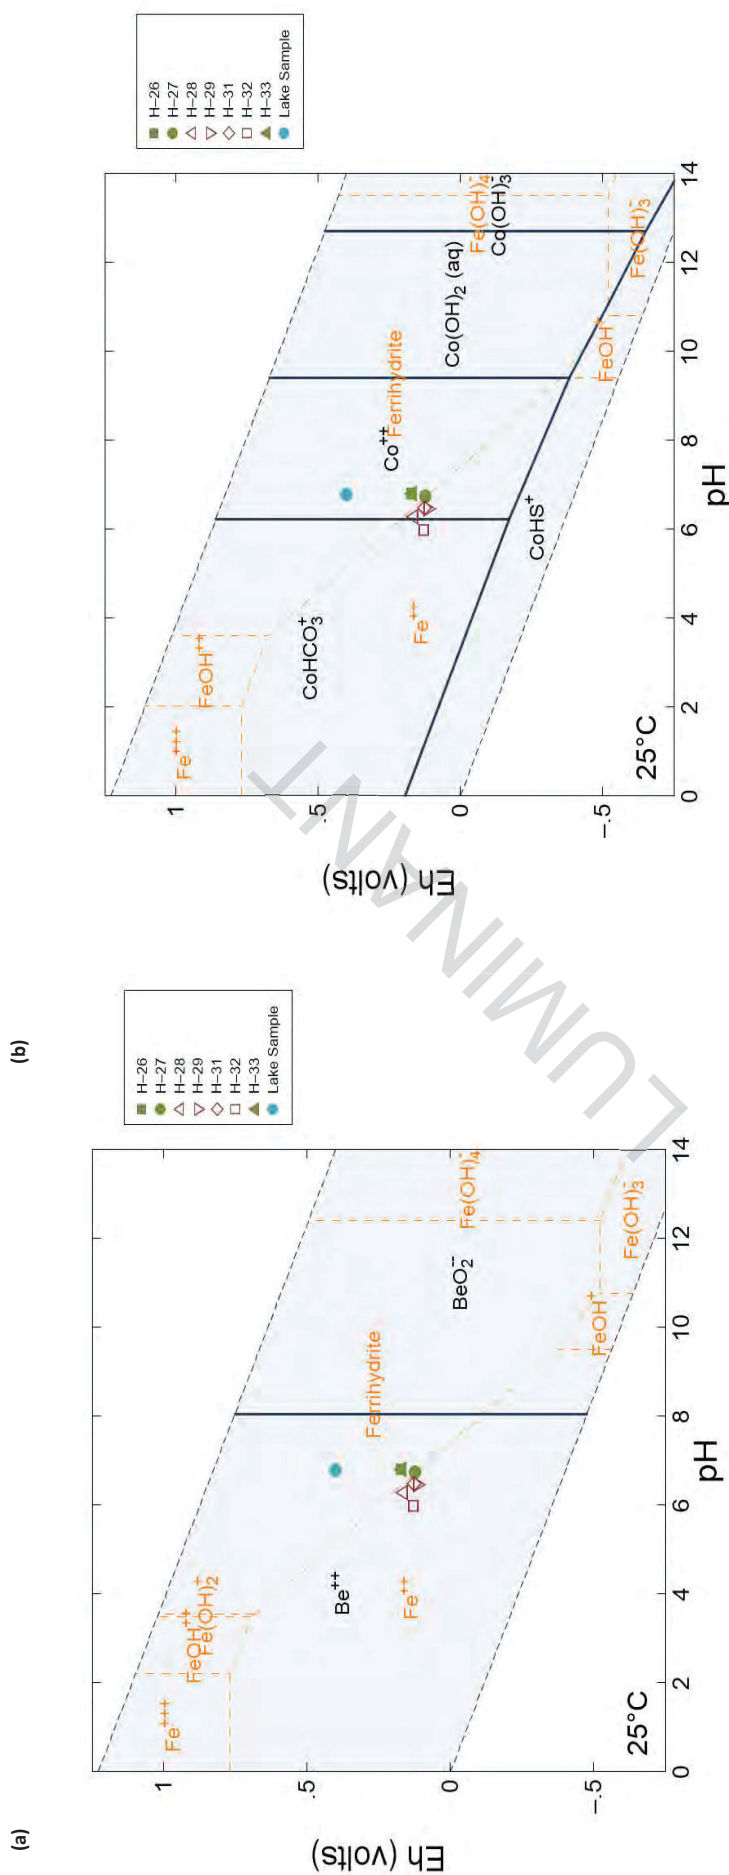 (a)
Eh (volts)
1
.5
0
–.5
0
2
4
6
8
10
12
14
pH
25°C
Fe+++
FeOH++
Fe(OH)2+
Be++
Fe++
Ferrihydrite
BeO2--
Fe(OH)4-
FeOH+
Fe(OH)3-
H–26
H–27
H–28
H–29
H–31
H–32
H–33
Lake Sample
(b)
Eh (volts)
1
.5
0
–.5
0
2
4
6
8
10
12
14
pH
25°C
Fe+++
FeOH++
CoHCO3+
Fe++
Co++
Ferrihydrite
CoHS+
Co(OH)2 (aq)
Fe(OH)4-
Co(OH)3-
FeOH+
Fe(OH)3-
H–26
H–27
H–28
H–29
H–31
H–32
H–33
Lake Sample
LUMINANT